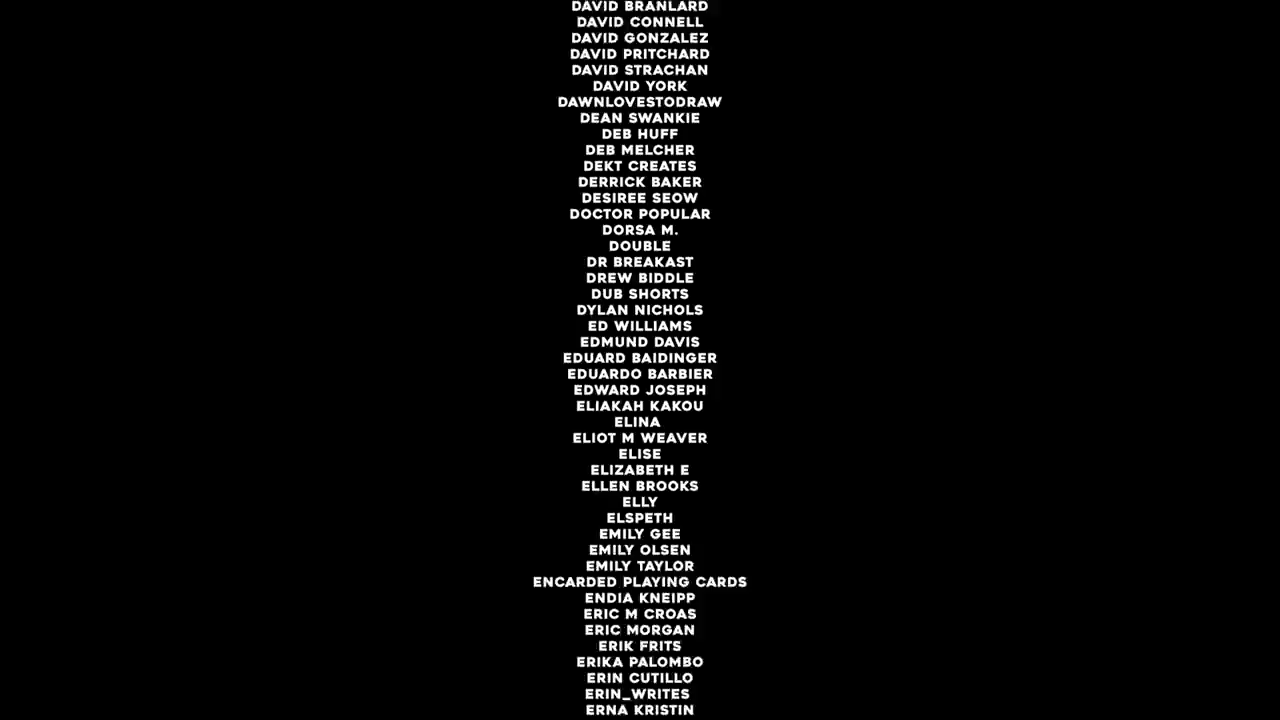 DAVID BRANLARD
DAVID CONNELL
DAVID GONZALEZ
DAVID PRITCHARD
DAVID STRACHAN
DAVID YORK
DAWNLOVESTODRAW
DEAN SWANKIE
DEB HUFF
DEB MELCHER
DEKT CREATES
DERRICK BAKER
DESIREE SEOW
DOCTOR POPULAR
DORSA M.
DOUBLE
DR BREAKAST
DREW BIDDLE
DUB SHORTS
DYLAN NICHOLS
ED WILLIAMS
EDMUND DAVIS
EDUARD BAIDINGER
EDUARDO BARBIER
EDWARD JOSEPH
ELIAKAH KAKOU
ELINA
ELIOT M WEAVER
ELISE
ELIZABETH E
ELLEN BROOKS
ELLY
ELSPETH
EMILY GEE
EMILY OLSEN
EMILY TAYLOR
ENCARDED PLAYING CARDS
ENDIA KNEIPP
ERIC M CROAS
ERIC MORGAN
ERIK FRITS
ERIKA PALOMBO
ERIN CUTILLO
ERIN_WRITES
ERNA KRISTIN